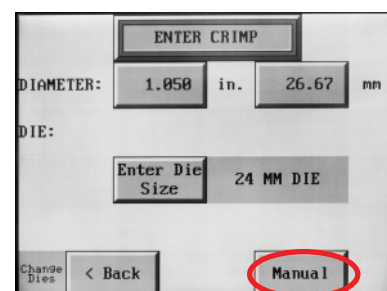 ENTER CRIMP
DIAMETER: 1.050 in. 26.67 mm
DIE:
Enter Die
Size
24 MM DIE
Change
Dies
< Back
Manual